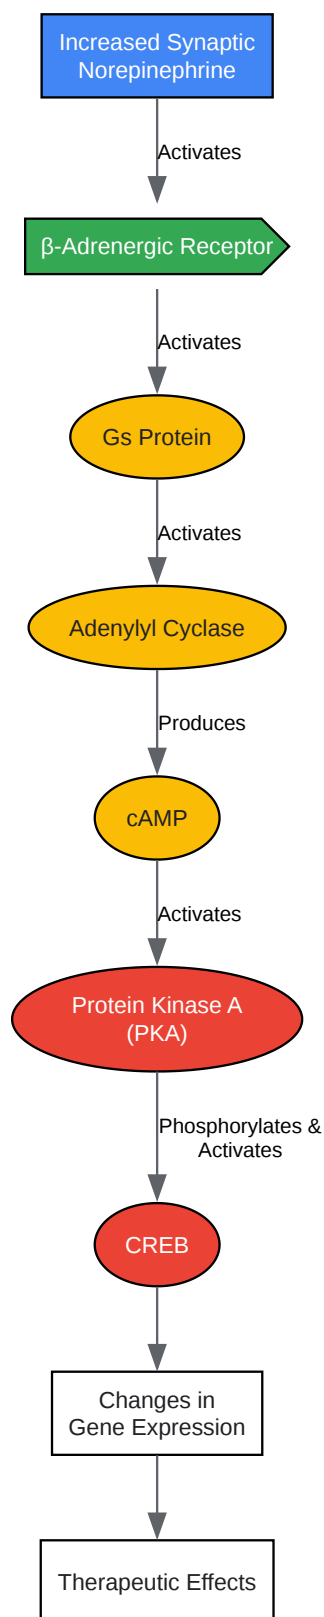 Increased Synaptic
Norepinephrine
Activates
β-Adrenergic Receptor
Activates
Gs Protein
Activates
Adenylyl Cyclase
Produces
cAMP
Activates
Protein Kinase A
(PKA)
Phosphorylates &
Activates
CREB
Changes in
Gene Expression
Therapeutic Effects